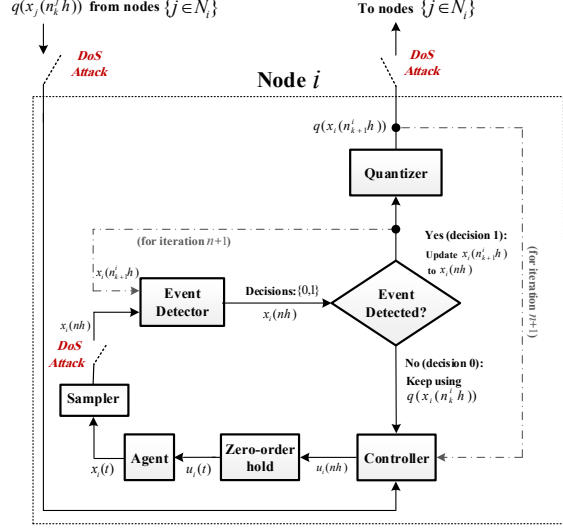 q(x_j(n_k^j h)) from nodes {j∈N_i}
To nodes {j∈N_i}
DoS
Attack
DoS
Attack
Node i
q(x_i(n_{k+1}^i h))
Quantizer
(for iteration n+1)
Yes (decision 1):
Update x_i(n_{k+1}^i h)
to x_i(nh)
x_i(n_{k+1}^i h)
(for iteration n+1)
Event
Detector
Decisions:{0,1}
x_i(nh)
Event
Detected?
x_i(nh)
DoS
Attack
No (decision 0):
Keep using
q(x_i(n_k^i h))
Sampler
Agent
Zero-order
hold
Controller
x_i(t)
u_i(t)
u_i(nh)